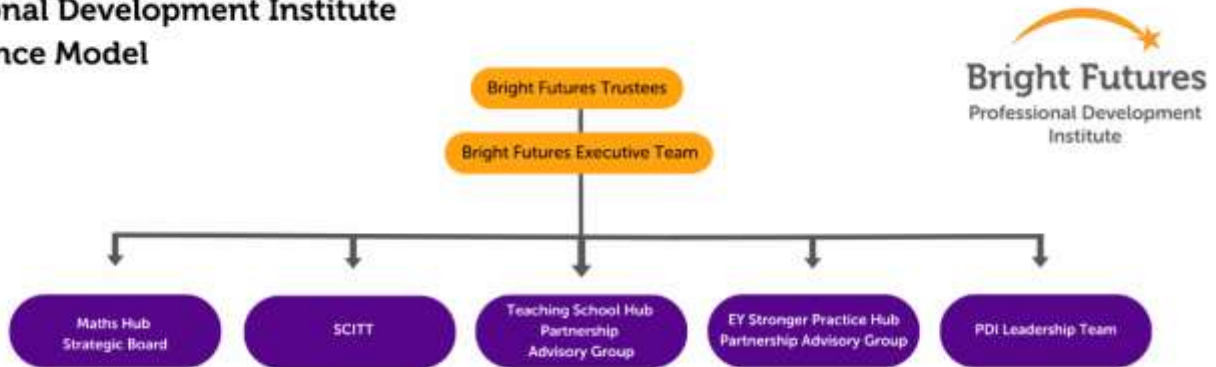 onal Development Institute
nce Model
Bright Futures
Professional Development
Institute
Bright Futures Trustees
Bright Futures Executive Team
Maths Hub
Strategic Board
SCITT
Teaching School Hub
Partnership
Advisory Group
EY Stronger Practice Hub
Partnership Advisory Group
PDI Leadership Team